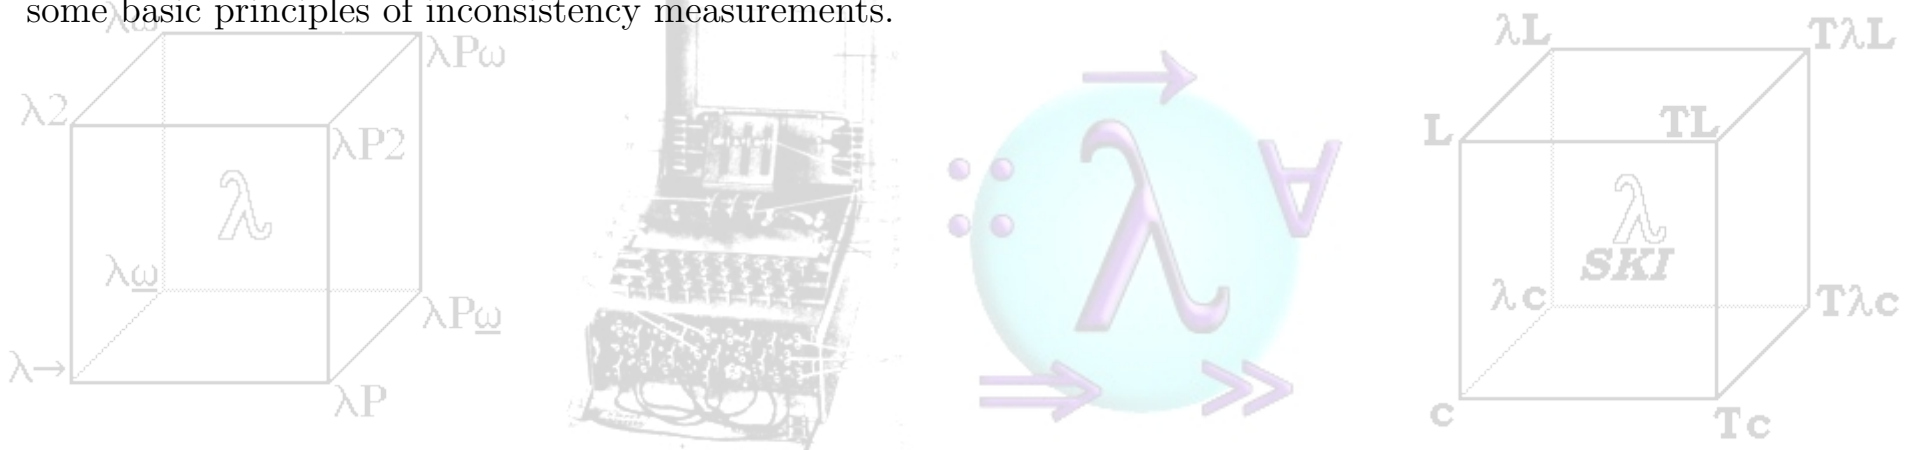 some basic principles of inconsistency measurements.
λω
λPω
λ2
λP2
λ
λω
λPω
λ→
λP
→
::
λ
∀
⇒
≫
λL
TλL
L
TL
λ
SKI
λc
Tλc
c
Tc